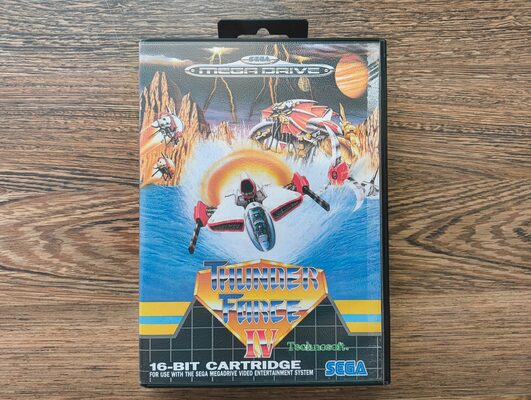 SEGA
MEGA DRIVE
THUNDER
FORCE
IV
Technosoft
16-BIT CARTRIDGE
FOR USE WITH THE SEGA MEGADRIVE VIDEO ENTERTAINMENT SYSTEM
SEGA